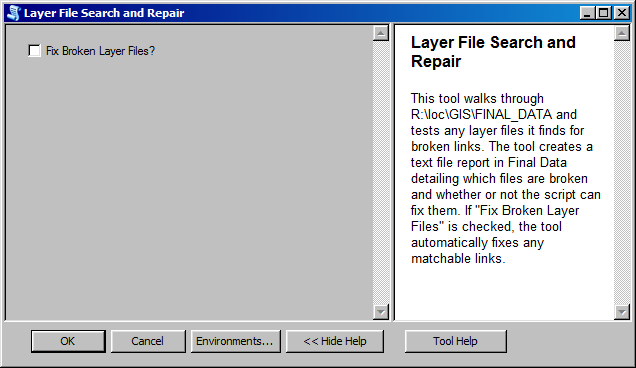 Layer File Search and Repair
Fix Broken Layer Files?
Layer File Search and
Repair
This tool walks through
R:\loc\GIS\FINAL_DATA and
tests any layer files it finds for
broken links. The tool creates a
text file report in Final Data
detailing which files are broken
and whether or not the script can
fix them. If "Fix Broken Layer
Files" is checked, the tool
automatically fixes any
matchable links.
OK
Cancel
Environments...
<< Hide Help
Tool Help